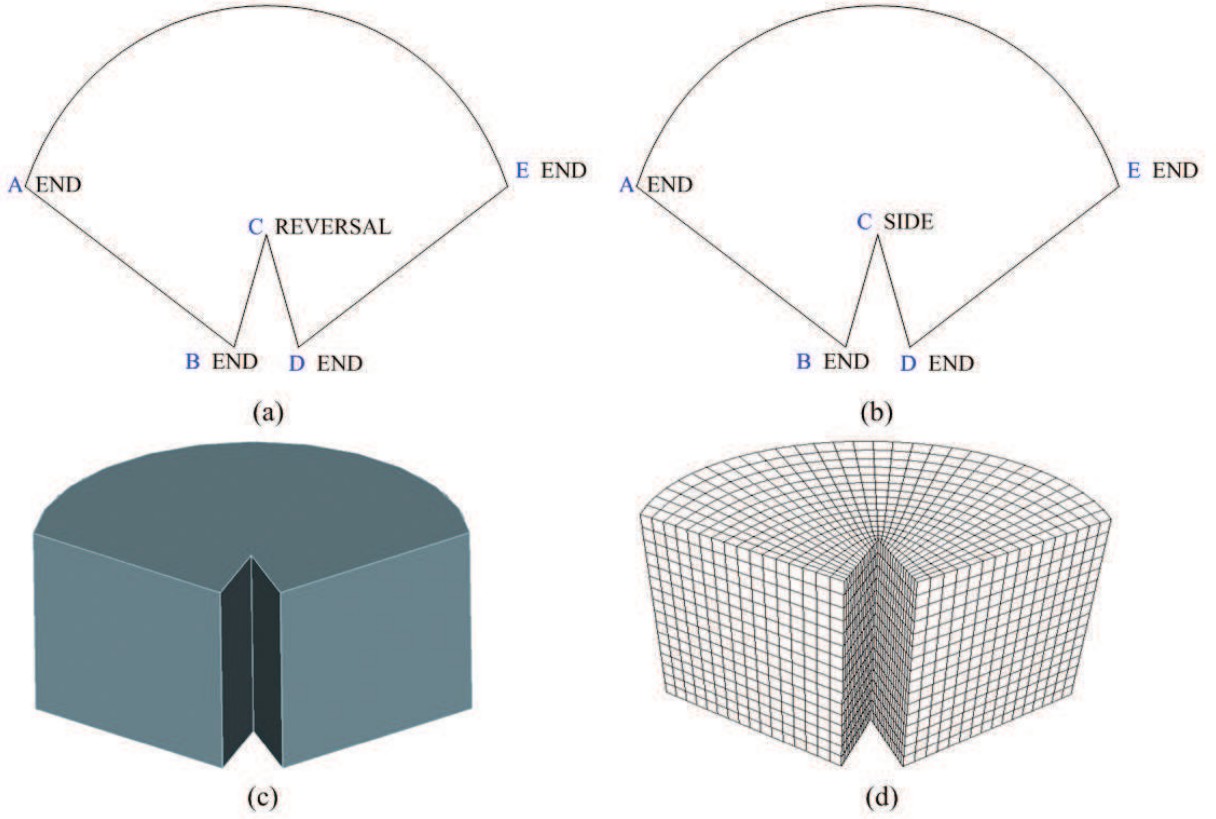 A END
E END
C REVERSAL
B END
D END
(a)
A END
E END
C SIDE
B END
D END
(b)
(c)
(d)